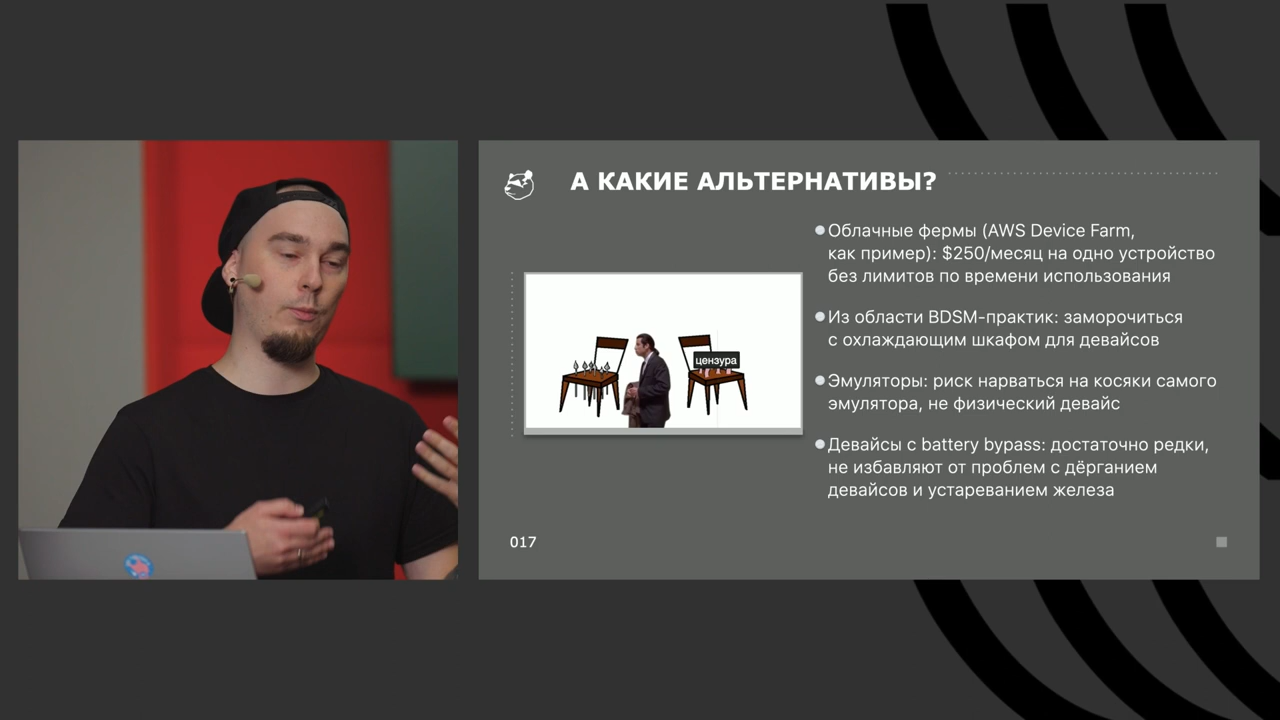 А КАКИЕ АЛЬТЕРНАТИВЫ?
цензура
Облачные фермы (AWS Device Farm,
как пример): $250/месяц на одно устройство
без лимитов по времени использования
Из области BDSM-практик: заморочиться
с охлаждающим шкафом для девайсов
Эмуляторы: риск нарваться на косяки самого
эмулятора, не физический девайс
Девайсы с battery bypass: достаточно редки,
не избавляют от проблем с дёрганием
девайсов и устареванием железа
017